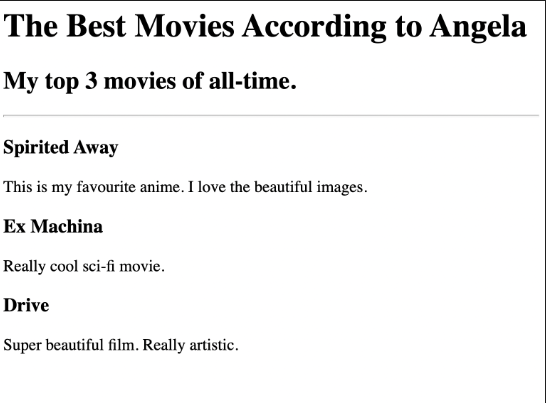 The Best Movies According to Angela
My top 3 movies of all-time.
Spirited Away
This is my favourite anime. I love the beautiful images.
Ex Machina
Really cool sci-fi movie.
Drive
Super beautiful film. Really artistic.